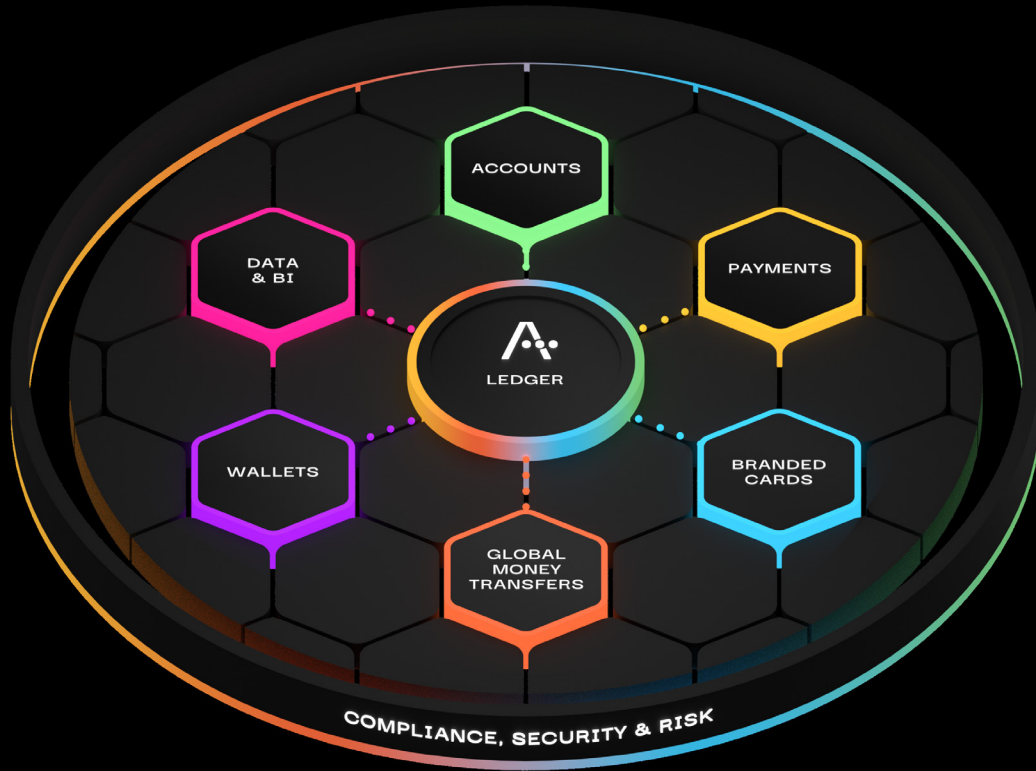 ACCOUNTS
DATA
& BI
PAYMENTS
LEDGER
WALLETS
BRANDED
CARDS
GLOBAL
MONEY
TRANSFERS
COMPLIANCE, SECURITY & RISK